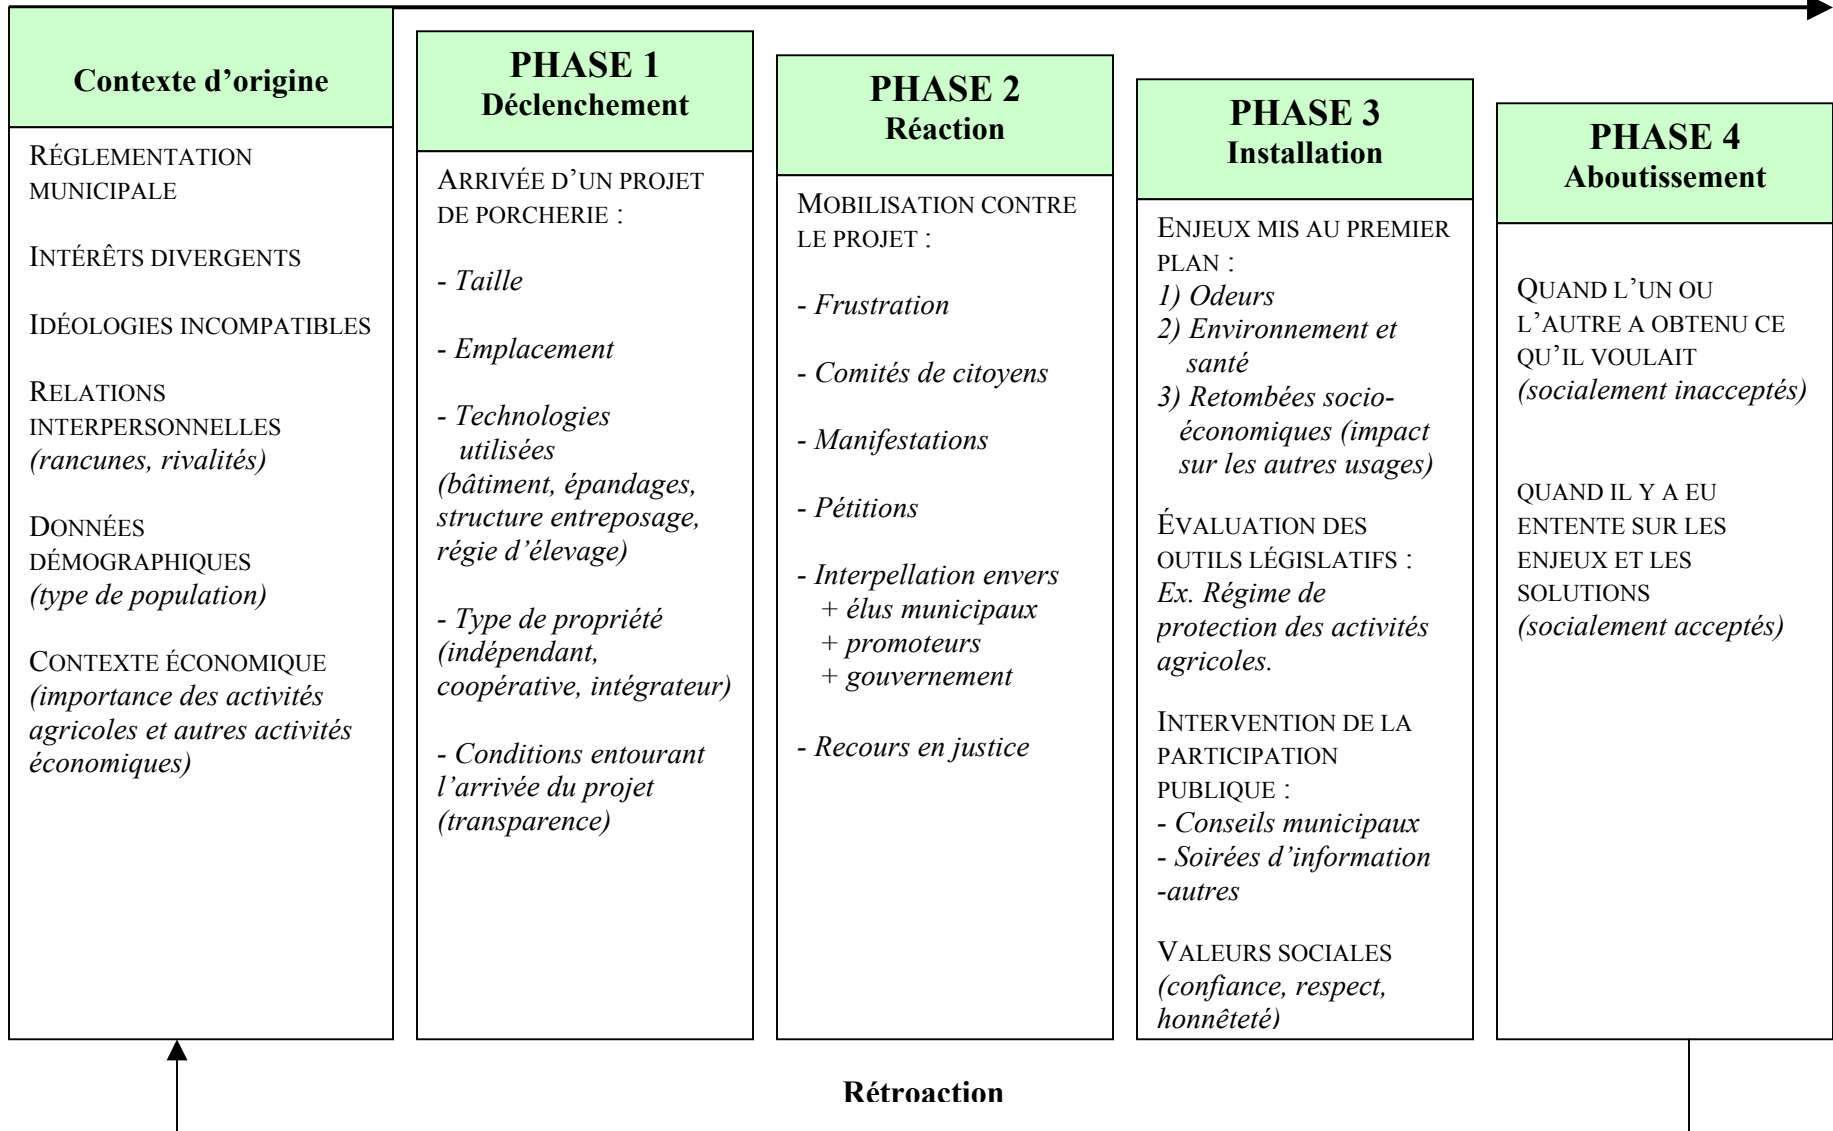 Contexte d’origine
RÉGLEMENTATION
MUNICIPALE
INTÉRÊTS DIVERGENTS
IDÉOLOGIES INCOMPATIBLES
RELATIONS
INTERPERSONNELLES
(rancunes, rivalités)
DONNÉES
DÉMOGRAPHIQUES
(type de population)
CONTEXTE ÉCONOMIQUE
(importance des activités
agricoles et autres activités
économiques)
PHASE 1
Déclenchement
ARRIVÉE D’UN PROJET
DE PORCHERIE :
- Taille
- Emplacement
- Technologies
utilisées
(bâtiment, épandages,
structure entreposage,
régie d’élevage)
- Type de propriété
(indépendant,
coopérative, intégrateur)
- Conditions entourant
l’arrivée du projet
(transparence)
PHASE 2
Réaction
MOBILISATION CONTRE
LE PROJET :
- Frustration
- Comités de citoyens
- Manifestations
- Pétitions
- Interpellation envers
+ élus municipaux
+ promoteurs
+ gouvernement
- Recours en justice
PHASE 3
Installation
ENJEUX MIS AU PREMIER
PLAN :
1) Odeurs
2) Environnement et
santé
3) Retombées socio-
économiques (impact
sur les autres usages)
ÉVALUATION DES
OUTILS LÉGISLATIFS :
Ex. Régime de
protection des activités
agricoles.
INTERVENTION DE LA
PARTICIPATION
PUBLIQUE :
- Conseils municipaux
- Soirées d’information
-autres
VALEURS SOCIALES
(confiance, respect,
honnêteté)
PHASE 4
Aboutissement
QUAND L’UN OU
L’AUTRE A OBTENU CE
QU’IL VOULAIT
(socialement inacceptés)
QUAND IL Y A EU
ENTENTE SUR LES
ENJEUX ET LES
SOLUTIONS
(socialement acceptés)
Rétroaction